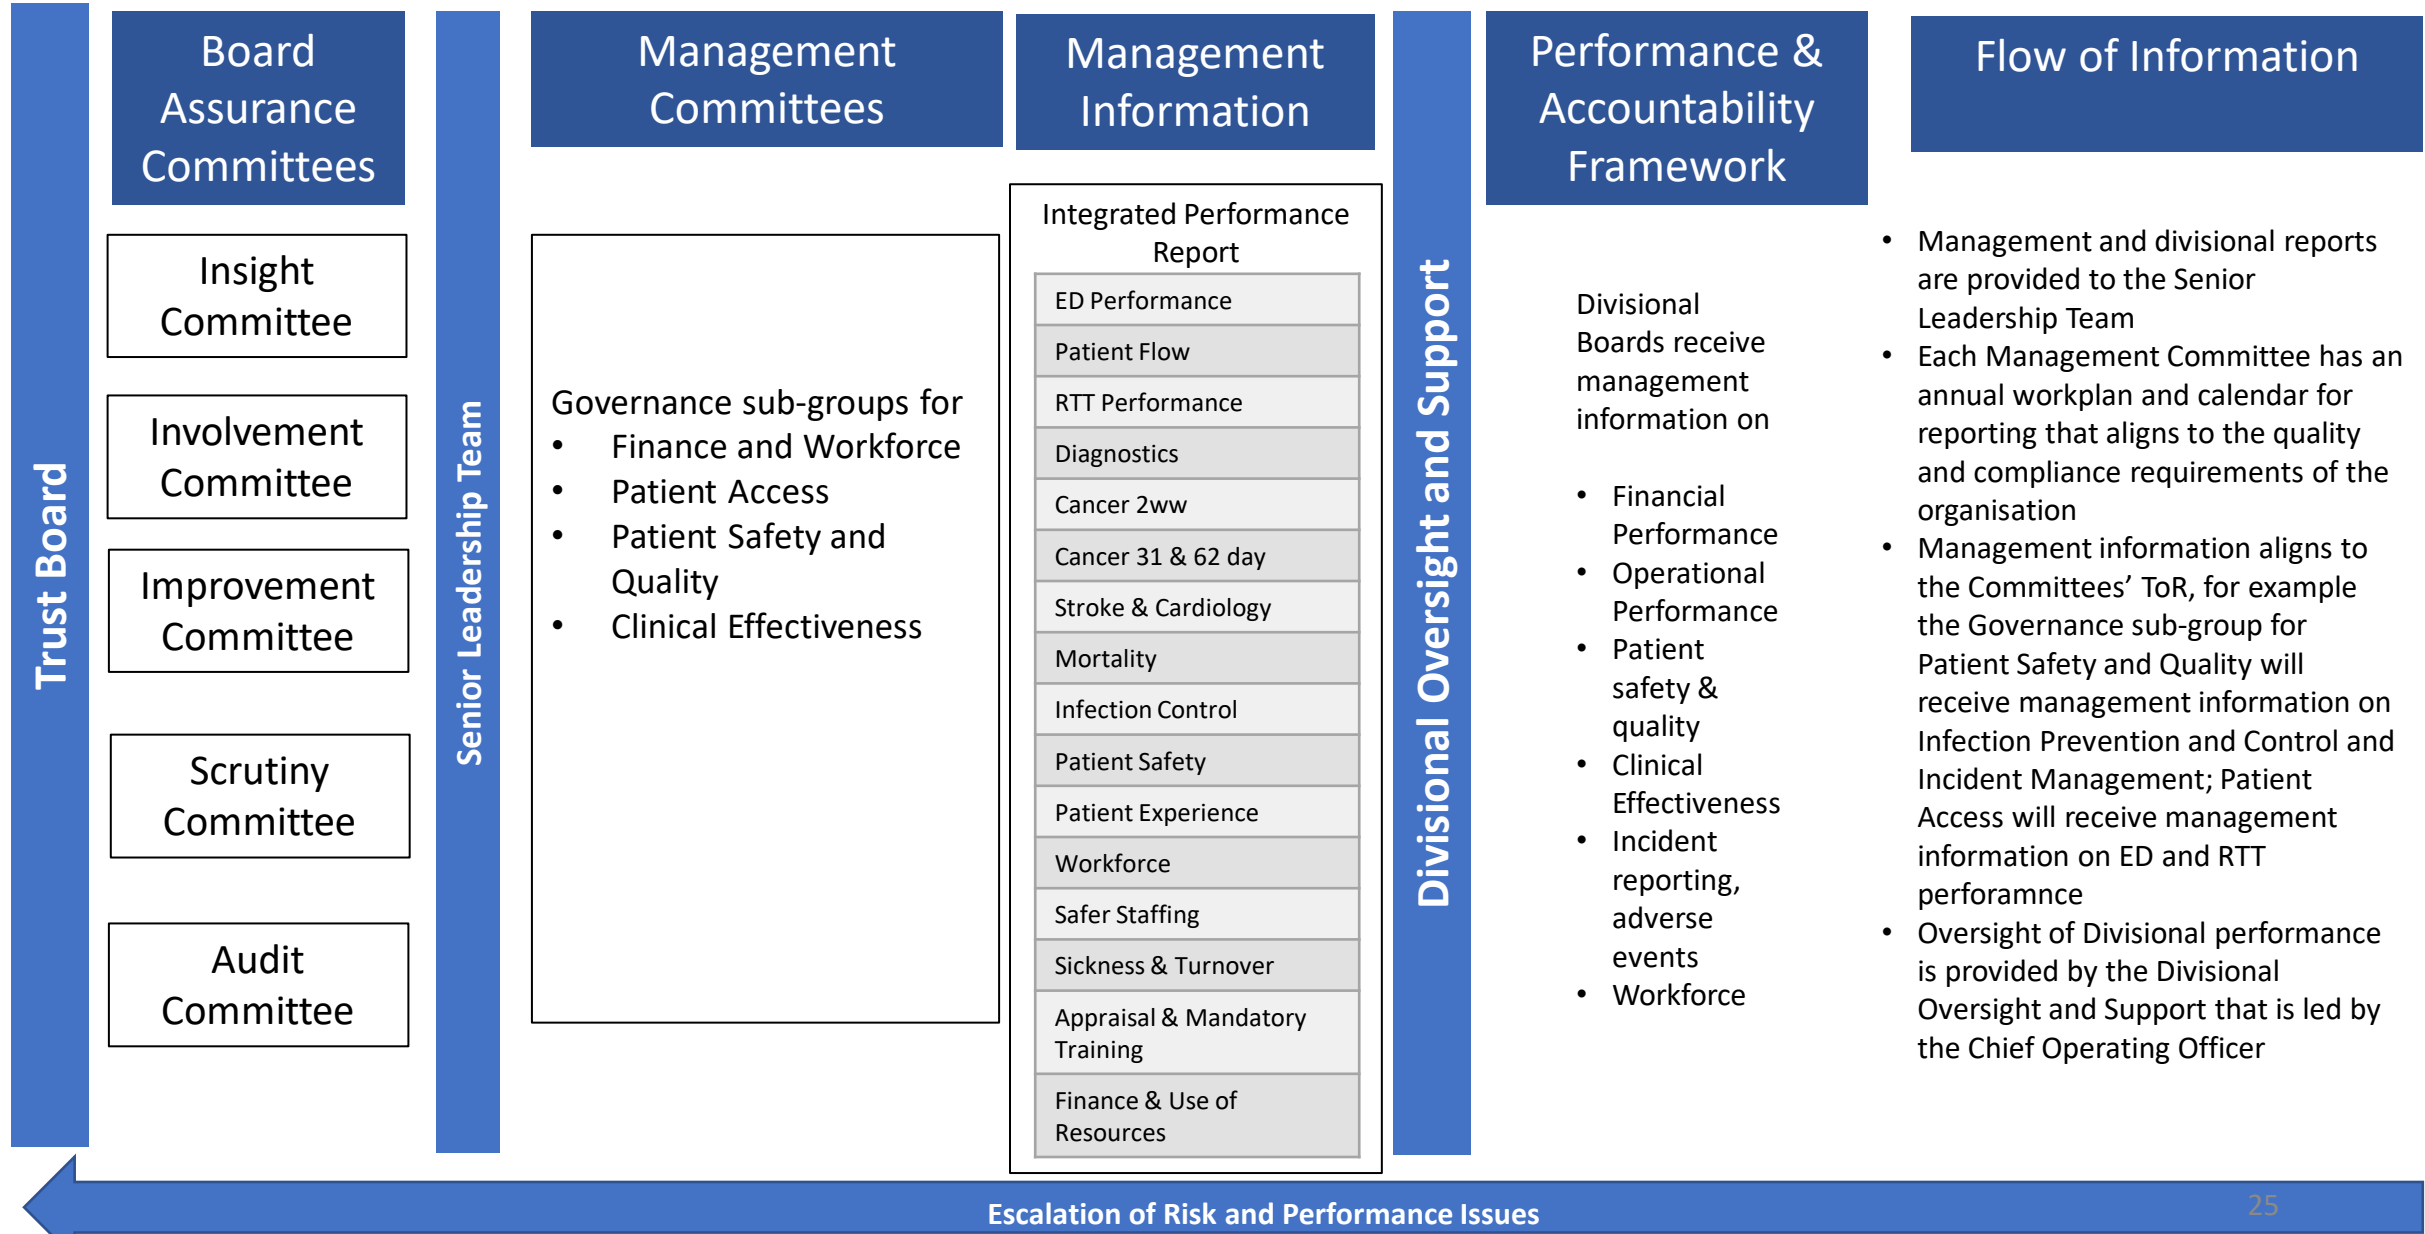 Trust Board
Board
Assurance
Committees
Insight
Committee
Involvement
Committee
Improvement
Committee
Scrutiny
Committee
Audit
Committee
Senior Leadership Team
Management
Committees
Governance sub-groups for
• Finance and Workforce
• Patient Access
• Patient Safety and
Quality
• Clinical Effectiveness
Management
Information
Integrated Performance
Report
ED Performance
Patient Flow
RTT Performance
Diagnostics
Cancer 2ww
Cancer 31 & 62 day
Stroke & Cardiology
Mortality
Infection Control
Patient Safety
Patient Experience
Workforce
Safer Staffing
Sickness & Turnover
Appraisal & Mandatory
Training
Finance & Use of
Resources
Divisional Oversight and Support
Performance &
Accountability
Framework
Divisional
Boards receive
management
information on
• Financial
Performance
• Operational
Performance
• Patient
safety &
quality
• Clinical
Effectiveness
• Incident
reporting,
adverse
events
• Workforce
Flow of Information
• Management and divisional reports
are provided to the Senior
Leadership Team
• Each Management Committee has an
annual workplan and calendar for
reporting that aligns to the quality
and compliance requirements of the
organisation
• Management information aligns to
the Committees’ ToR, for example
the Governance sub-group for
Patient Safety and Quality will
receive management information on
Infection Prevention and Control and
Incident Management; Patient
Access will receive management
information on ED and RTT
perforamnce
• Oversight of Divisional performance
is provided by the Divisional
Oversight and Support that is led by
the Chief Operating Officer
Escalation of Risk and Performance Issues
25